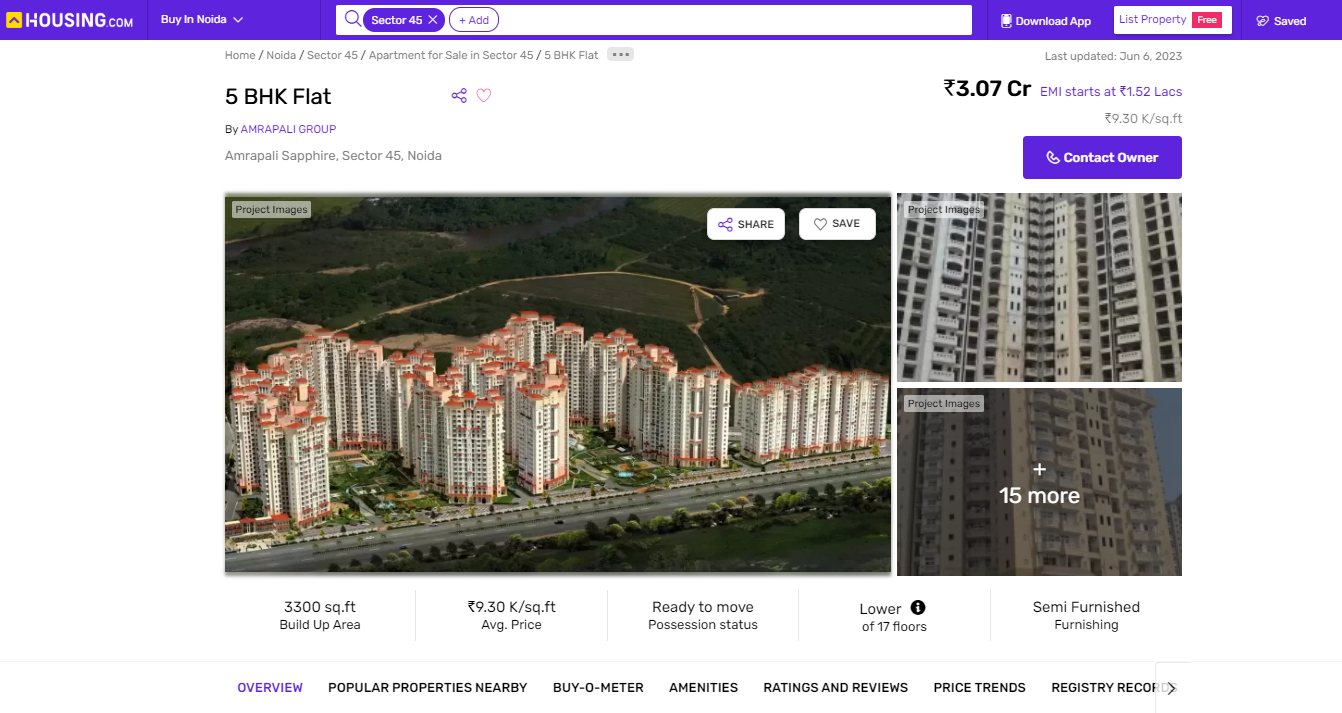 HOUSING.COM
Buy In Noida
Sector 45
+ Add
Download App
List Property Free
Saved
Home / Noida / Sector 45 / Apartment for Sale in Sector 45 / 5 BHK Flat
Last updated: Jun 6, 2023
5 BHK Flat
₹3.07 Cr EMI starts at ₹1.52 Lacs
₹9.30 K/sq.ft
By AMRAPALI GROUP
Amrapali Sapphire, Sector 45, Noida
Contact Owner
Project Images
SHARE
SAVE
Project Images
Project Images
+
15 more
3300 sq.ft
Build Up Area
₹9.30 K/sq.ft
Avg. Price
Ready to move
Possession status
Lower
of 17 floors
Semi Furnished
Furnishing
OVERVIEW
POPULAR PROPERTIES NEARBY
BUY-O-METER
AMENITIES
RATINGS AND REVIEWS
PRICE TRENDS
REGISTRY RECORDS